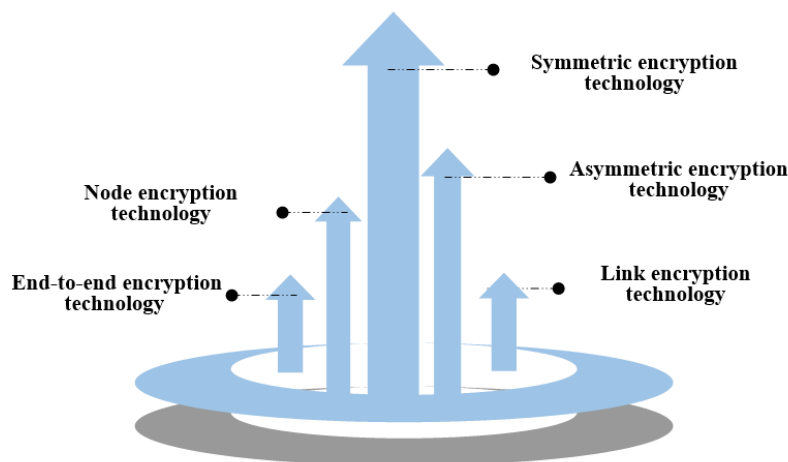 Symmetric encryption
technology
Asymmetric encryption
technology
Node encryption
technology
End-to-end encryption
technology
Link encryption
technology